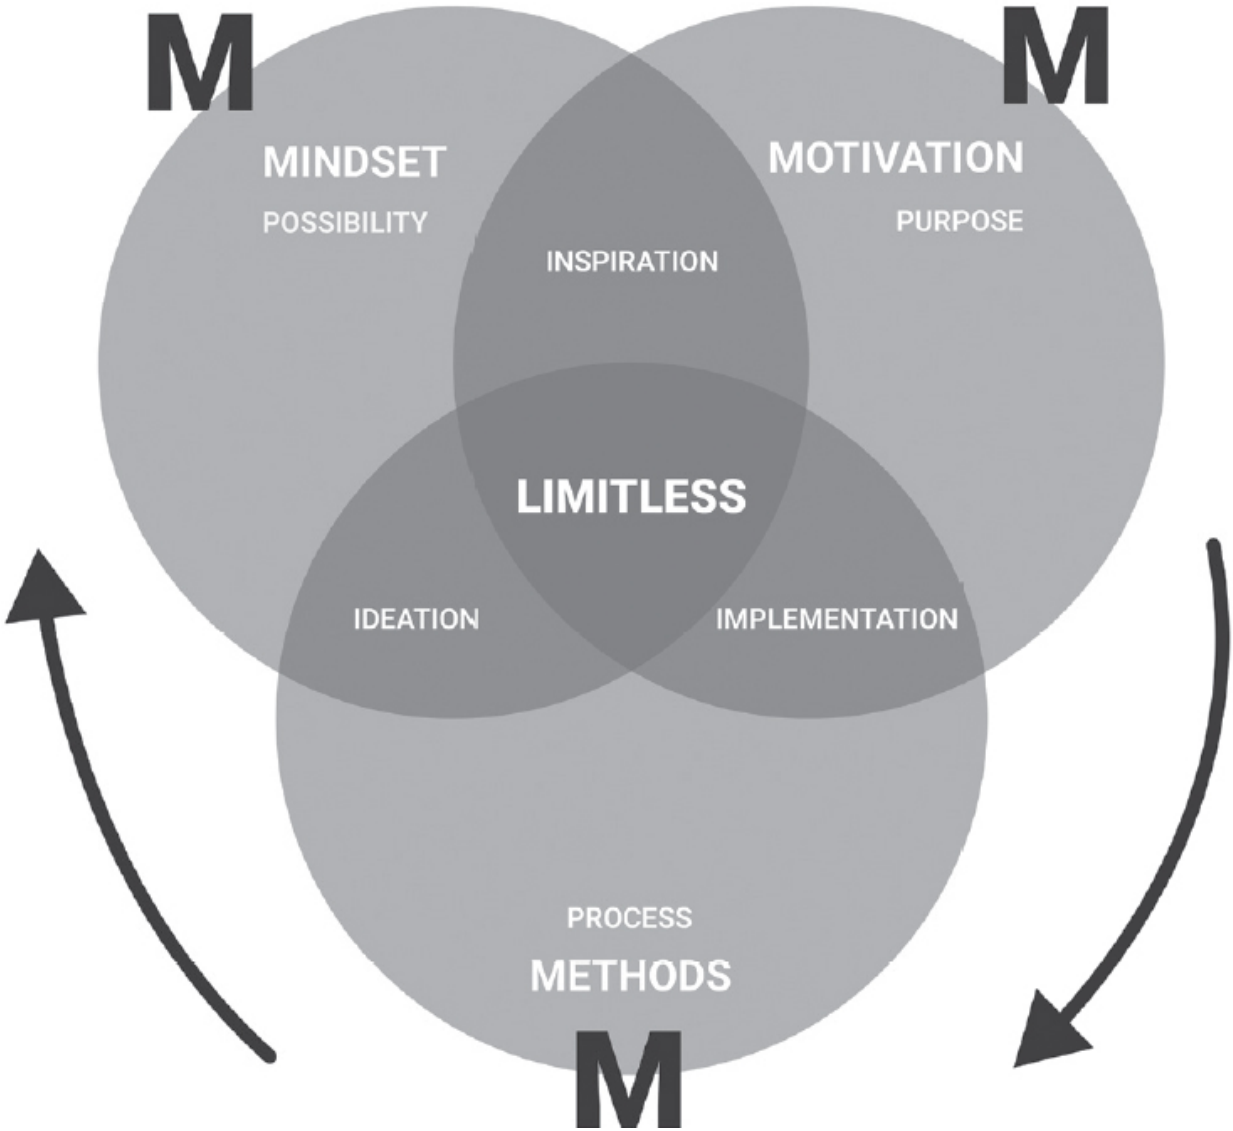 M
M
MINDSET
POSSIBILITY
MOTIVATION
PURPOSE
INSPIRATION
LIMITLESS
IDEATION
IMPLEMENTATION
PROCESS
METHODS
M